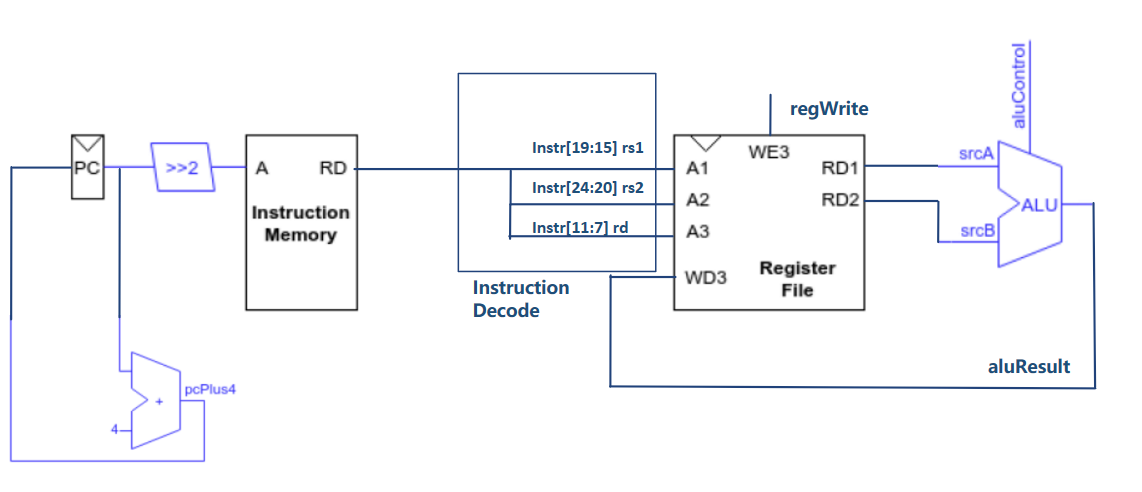 aluControl
regWrite
Instr[19:15] rs1
WE3
srcA
PC
>>2
A
RD
A1
RD1
Instr[24:20] rs2
A2
RD2
ALU
Instruction
Memory
Instr[11:7] rd
A3
srcB
WD3
Register
File
Instruction
Decode
aluResult
pcPlus4
+
4